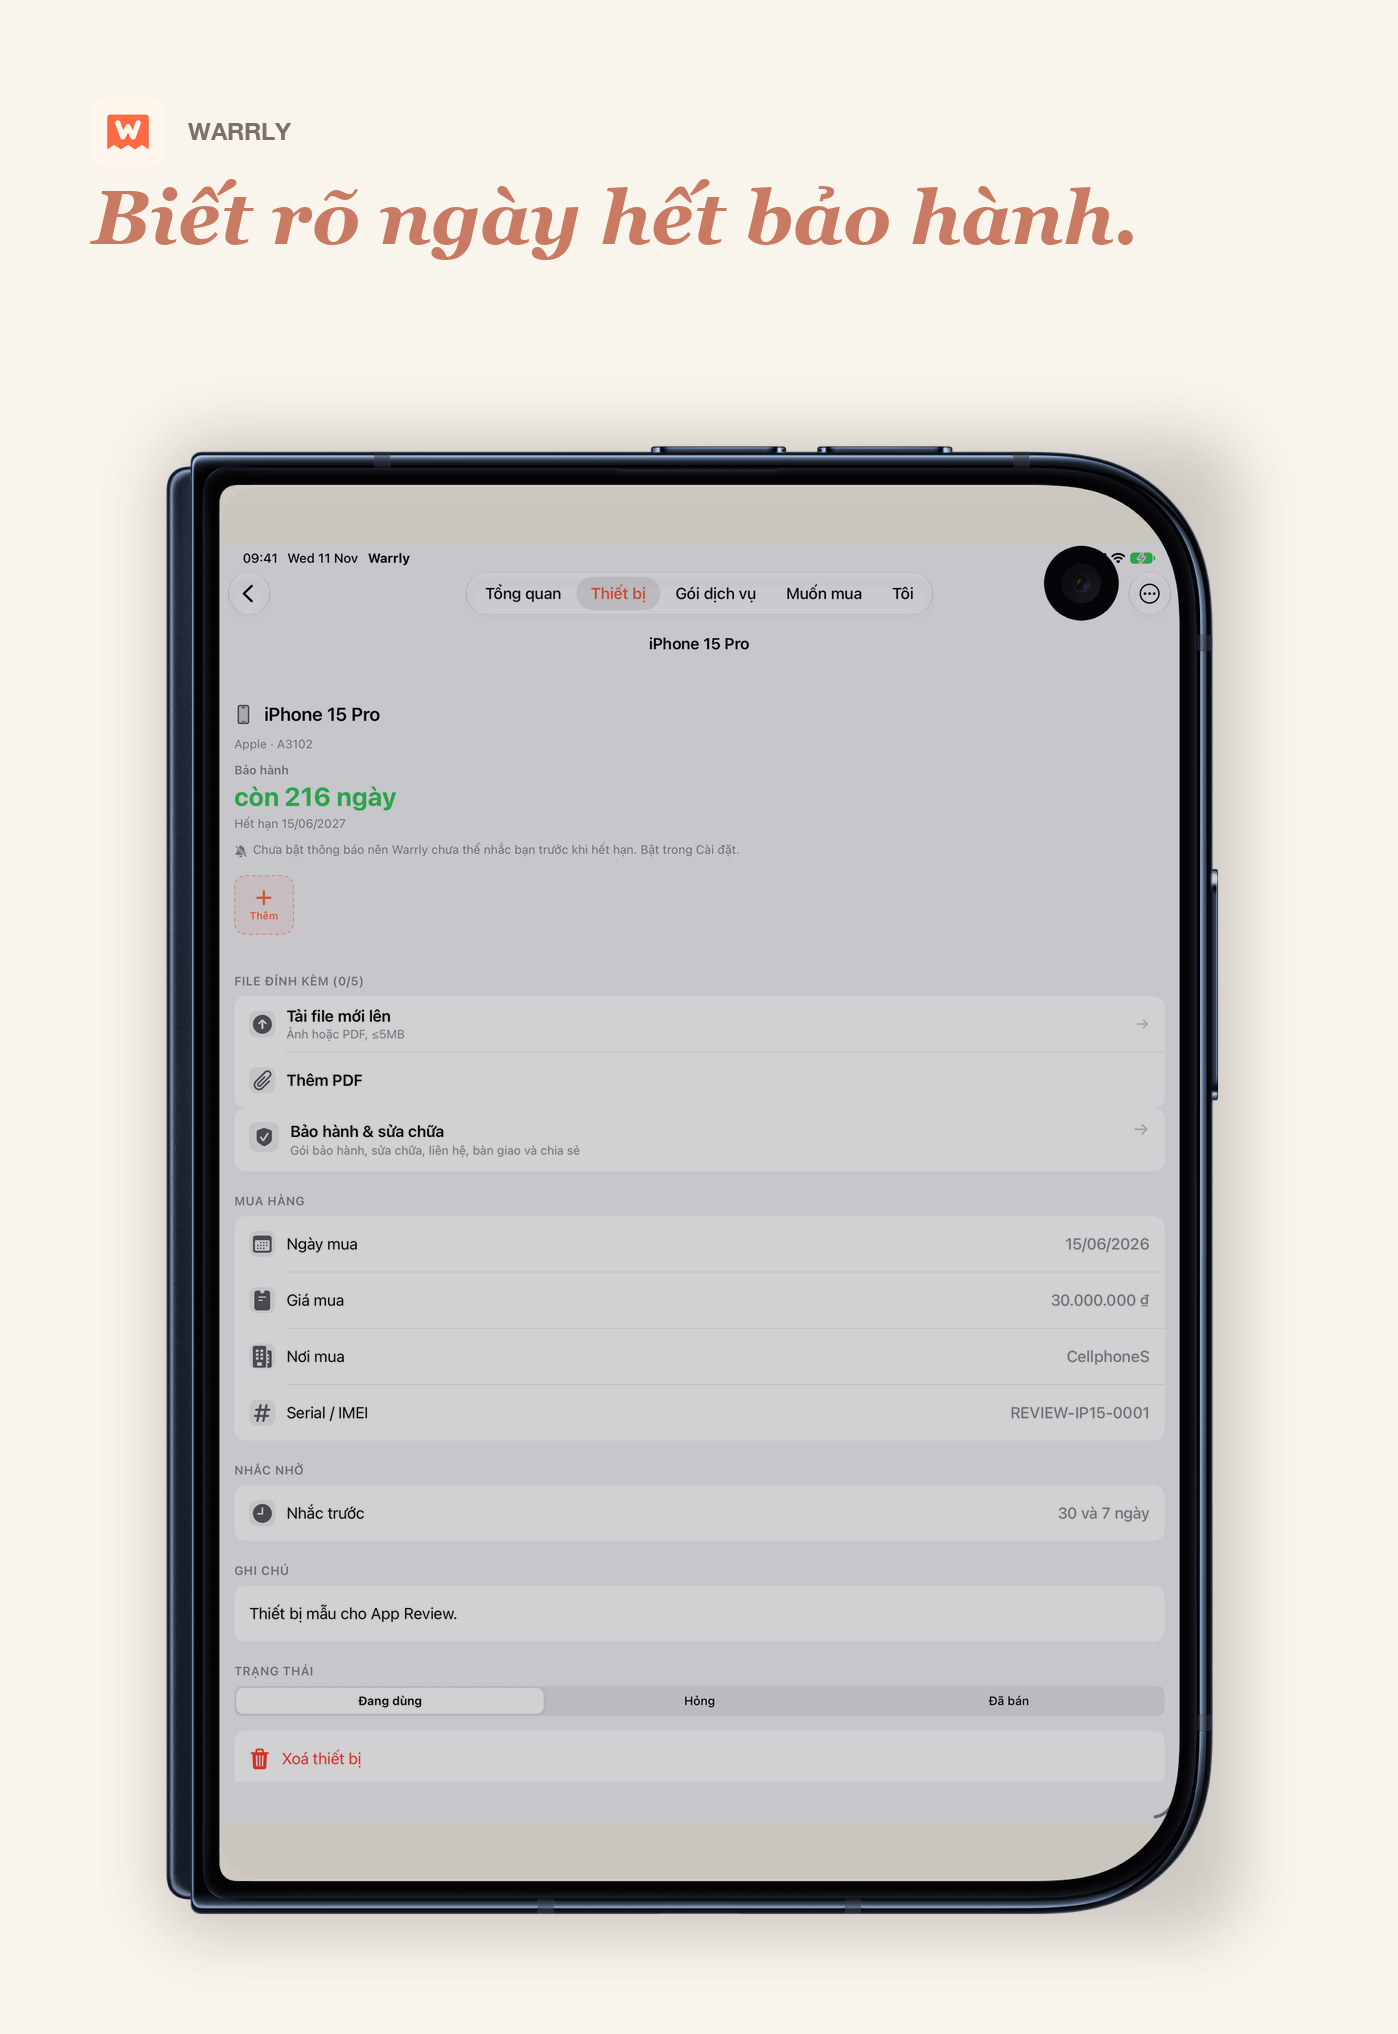 W WARRLY
Biết rõ ngày hết bảo hành.
09:41 Wed 11 Nov Warrly
Tổng quan Thiết bị Gói dịch vụ Muốn mua Tôi
iPhone 15 Pro
iPhone 15 Pro
Apple · A3102
Bảo hành
còn 216 ngày
Hết hạn 15/06/2027
Chưa bật thông báo nên Warrly chưa thể nhắc bạn trước khi hết hạn. Bật trong Cài đặt.
Thêm
FILE ĐÍNH KÈM (0/5)
Tải file mới lên
Ảnh hoặc PDF, ≤5MB
Thêm PDF
Bảo hành & sửa chữa
Gói bảo hành, sửa chữa, liên hệ, bàn giao và chia sẻ
MUA HÀNG
Ngày mua 15/06/2026
Giá mua 30.000.000 ₫
Nơi mua CellphoneS
Serial / IMEI REVIEW-IP15-0001
NHẮC NHỞ
Nhắc trước 30 và 7 ngày
GHI CHÚ
Thiết bị mẫu cho App Review.
TRẠNG THÁI
Đang dùng Hỏng Đã bán
Xoá thiết bị